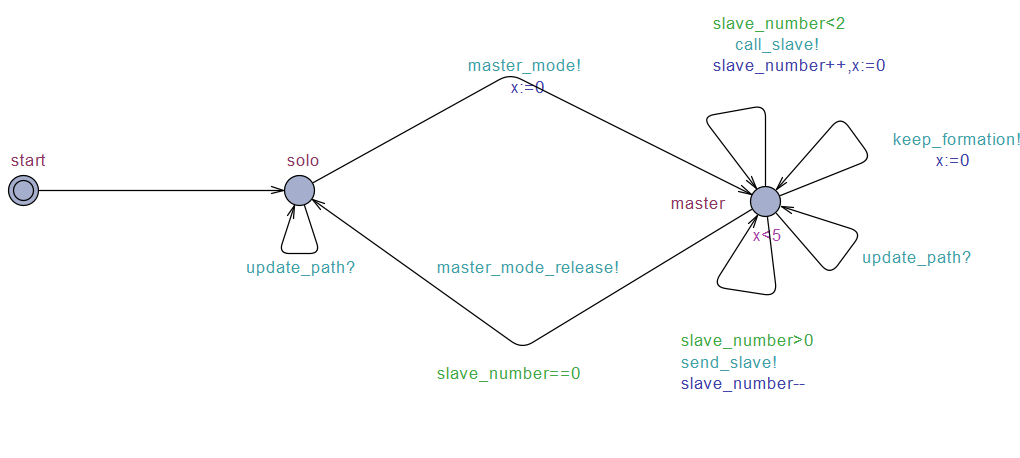 slave_number<2
call_slave!
slave_number++,x:=0
master_mode!
x:=0
keep_formation!
x:=0
start
solo
master
x<5
update_path?
update_path?
master_mode_release!
slave_number>0
send_slave!
slave_number--
slave_number==0